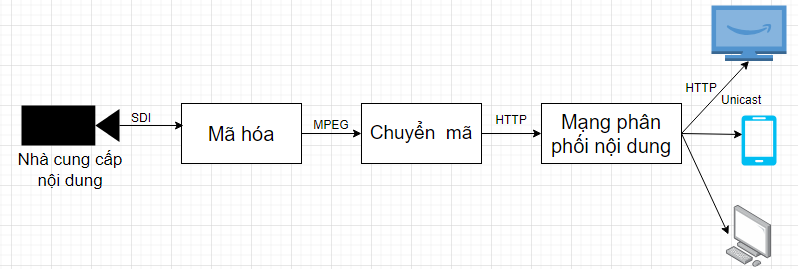 Nhà cung cấp
nội dung
SDI
Mã hóa
MPEG
Chuyển mã
HTTP
Mạng phân
phối nội dung
HTTP
Unicast